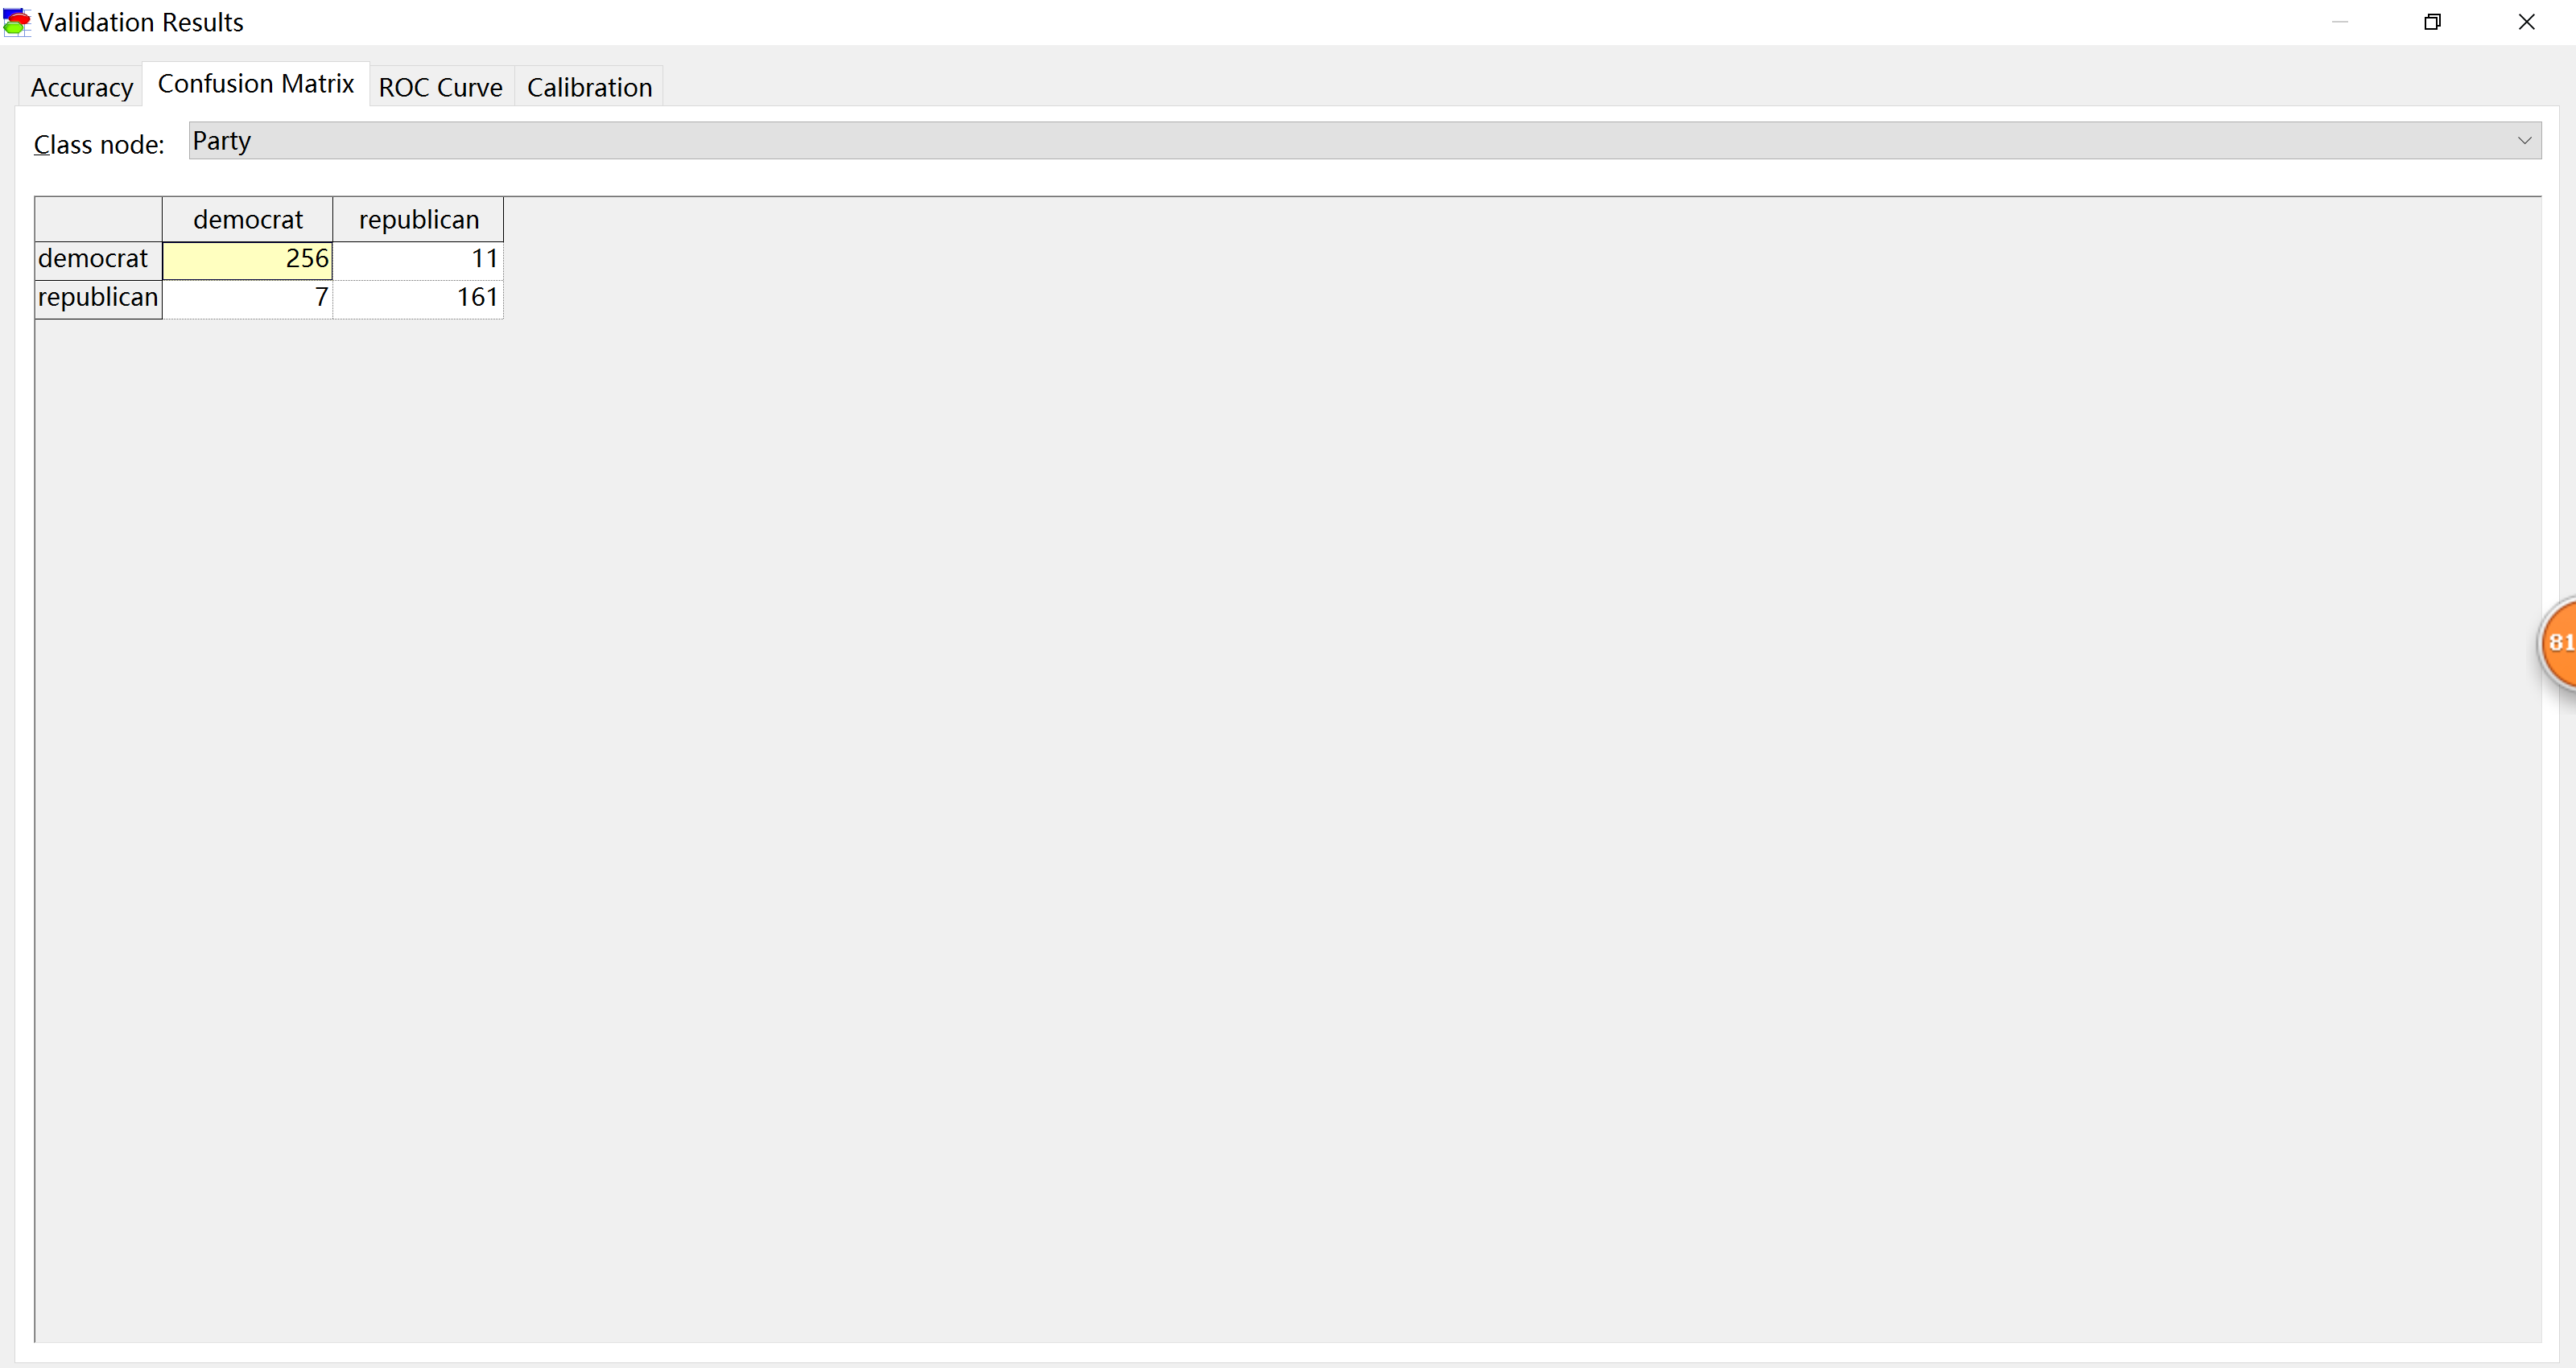 Validation Results
Accuracy Confusion Matrix ROC Curve Calibration
Class node: Party
democrat republican
democrat 256 11
republican 7 161
81